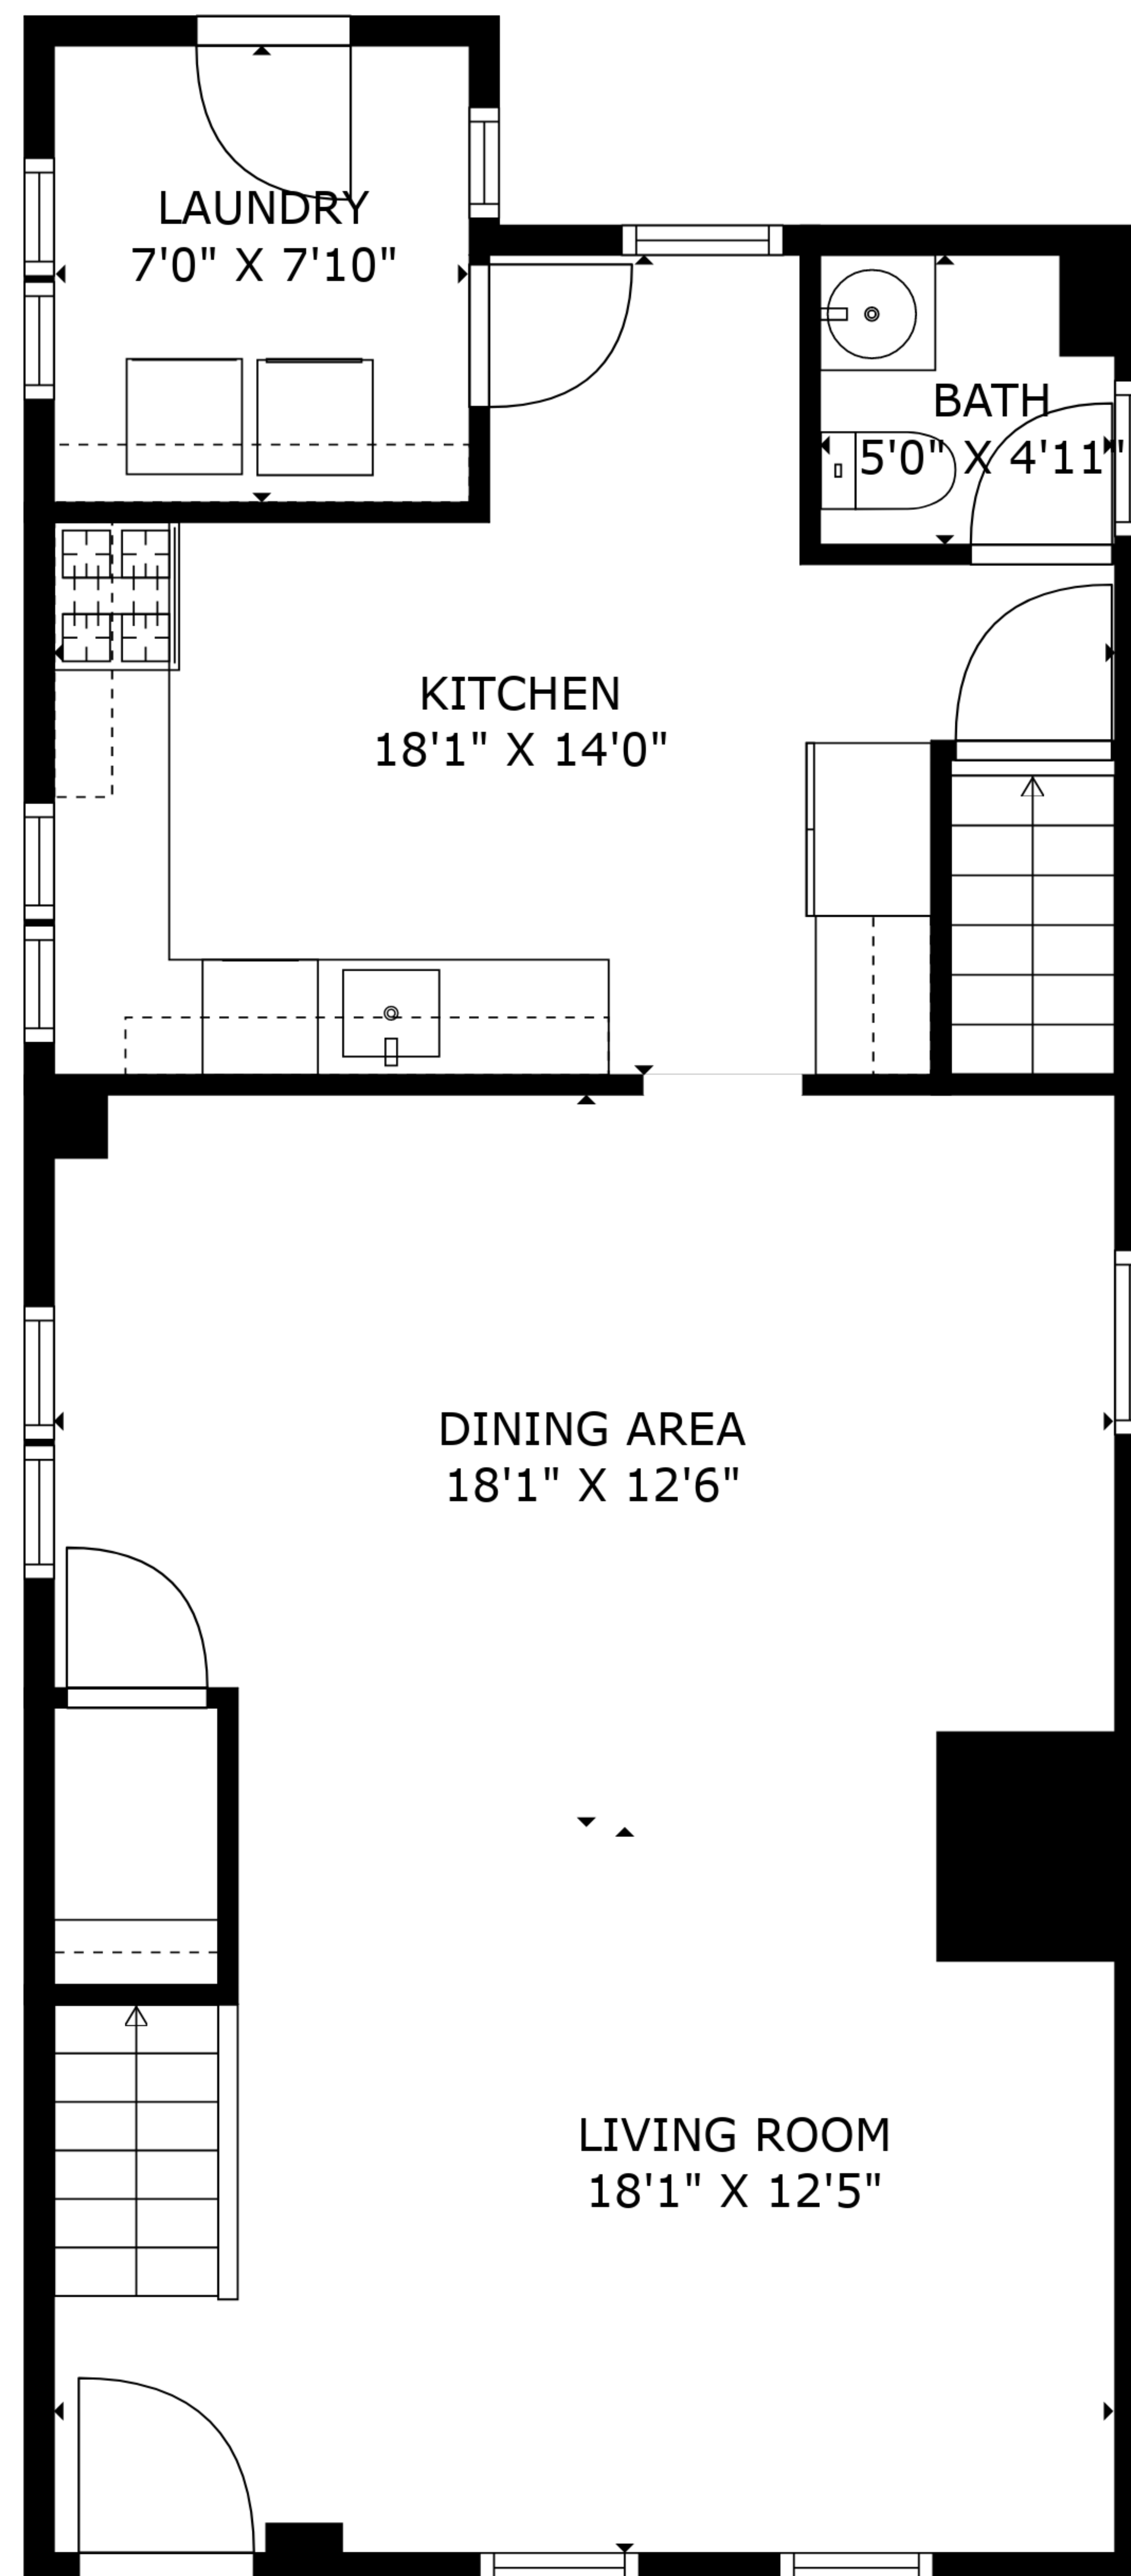 LAUNDRY
7'0" X 7'10"
BATH
5'0" X 4'11"
KITCHEN
18'1" X 14'0"
DINING AREA
18'1" X 12'6"
LIVING ROOM
18'1" X 12'5"